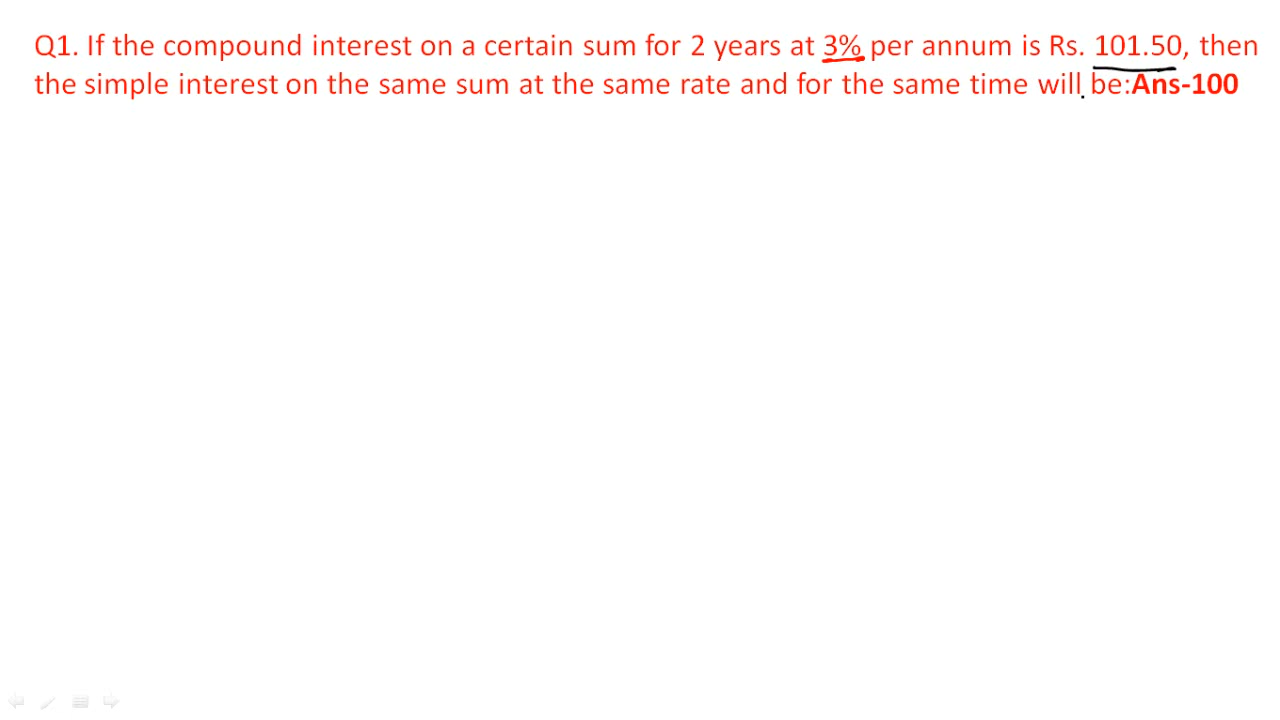 Q1. If the compound interest on a certain sum for 2 years at 3% per annum is Rs. 101.50, then
the simple interest on the same sum at the same rate and for the same time will be:Ans-100